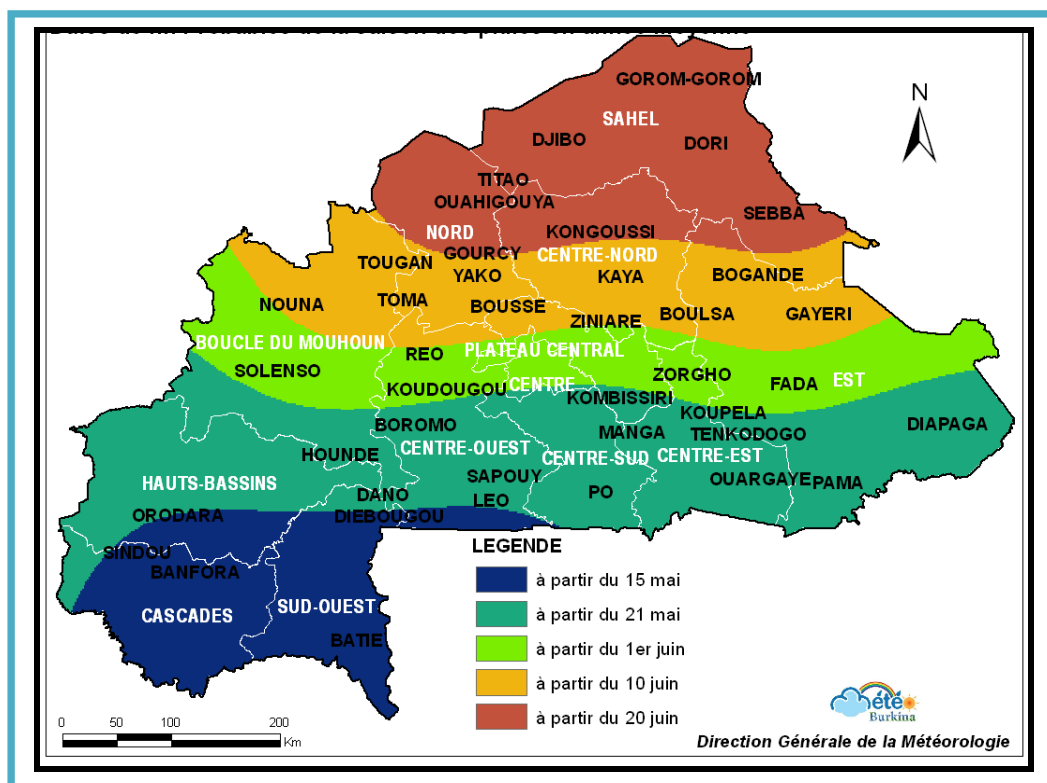 N
GOROM-GOROM
SAHEL
DJIBO
DORI
TITAO
OUAHIGOUYA
SEBBA
NORD
KONGOUSSI
GOURCY
CENTRE-NORD
TOUGAN
YAKO
KAYA
BOGANDE
NOUNA
TOMA
BOUSSE
ZINIARE
BOULSA
GAYERI
BOUCLE DU MOUHOUN
REO
PLATEAU CENTRAL
SOLENSO
KOUDOUGOU
CENTRE
ZORGHO
FADA
EST
KOMBISSIRI
KOUPELA
BOROMO
MANGA
TENKODOGO
DIAPAGA
HOUNDE
CENTRE-OUEST
CENTRE-SUD
CENTRE-EST
HAUTS-BASSINS
SAPOUY
OUARGAYE
PAMA
DANO
LEO
PO
ORODARA
DIEBOUGOU
SINDOU
BANFORA
CASCADES
SUD-OUEST
BATIE
LEGENDE
à partir du 15 mai
à partir du 21 mai
à partir du 1er juin
à partir du 10 juin
à partir du 20 juin
0 50 100 200
Km
Météo
Burkina
Direction Générale de la Météorologie